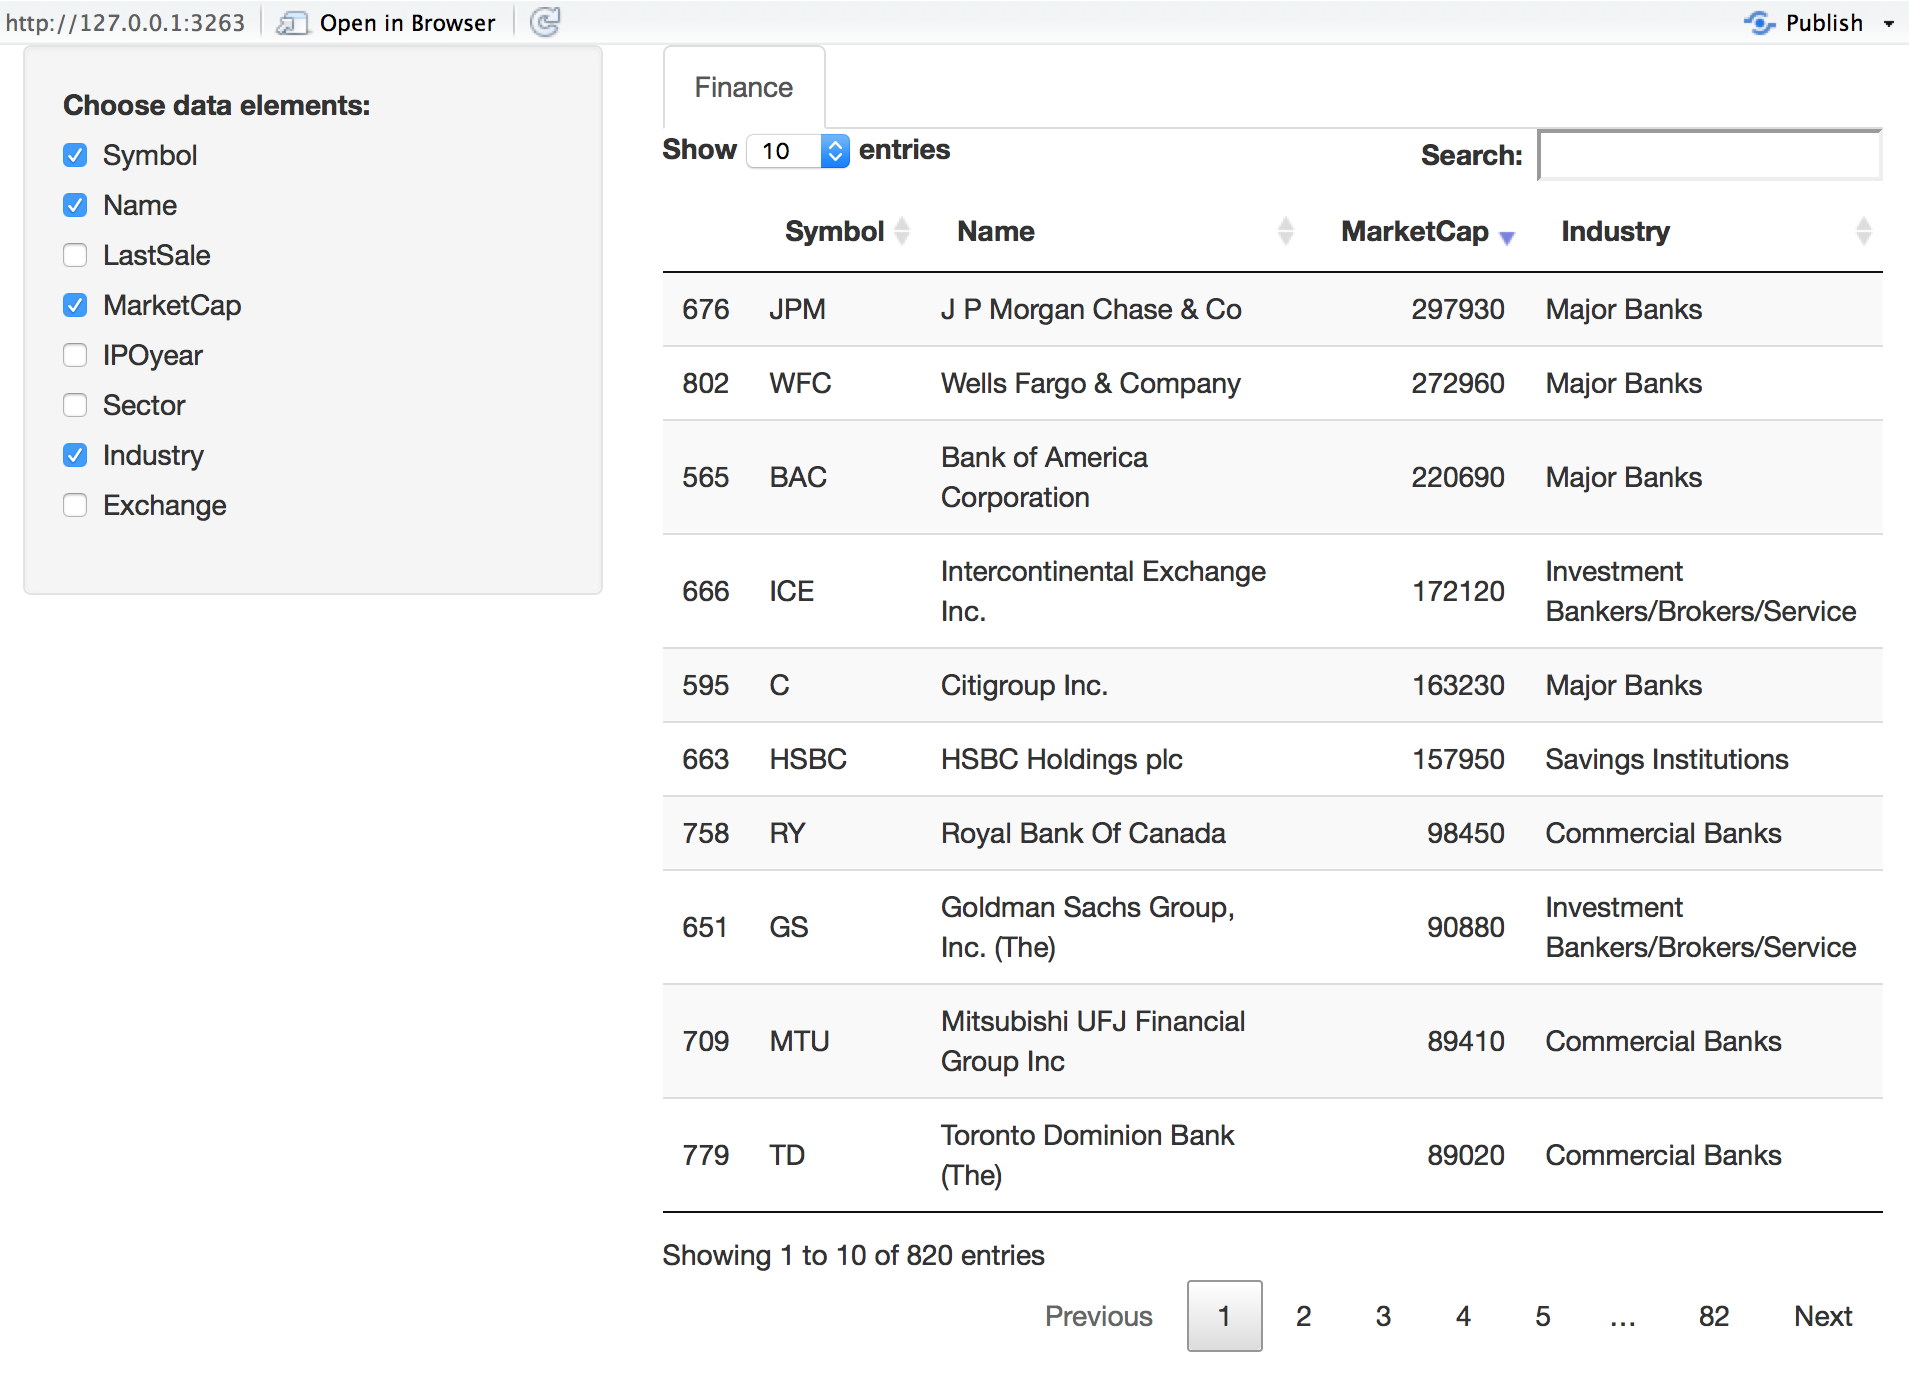 http://127.0.0.1:3263 Open in Browser Publish
Choose data elements:
Symbol
Name
LastSale
MarketCap
IPOyear
Sector
Industry
Exchange
Finance
Show 10 entries Search:
Symbol Name MarketCap Industry
676 JPM J P Morgan Chase & Co 297930 Major Banks
802 WFC Wells Fargo & Company 272960 Major Banks
565 BAC Bank of America Corporation 220690 Major Banks
666 ICE Intercontinental Exchange Inc. 172120 Investment Bankers/Brokers/Service
595 C Citigroup Inc. 163230 Major Banks
663 HSBC HSBC Holdings plc 157950 Savings Institutions
758 RY Royal Bank Of Canada 98450 Commercial Banks
651 GS Goldman Sachs Group, Inc. (The) 90880 Investment Bankers/Brokers/Service
709 MTU Mitsubishi UFJ Financial Group Inc 89410 Commercial Banks
779 TD Toronto Dominion Bank (The) 89020 Commercial Banks
Showing 1 to 10 of 820 entries
Previous 1 2 3 4 5 ... 82 Next